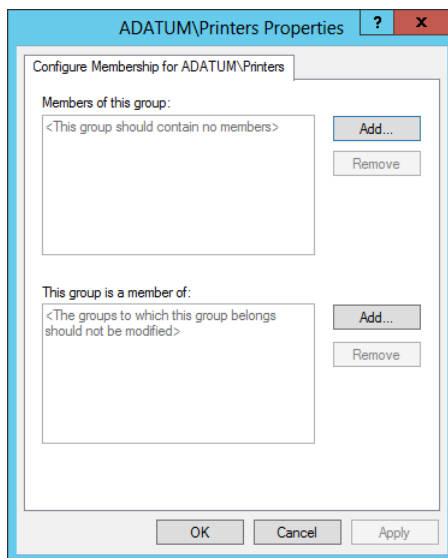 ADATUM\Printers Properties
?
x
Configure Membership for ADATUM\Printers
Members of this group:
<This group should contain no members>
Add...
Remove
This group is a member of:
<The groups to which this group belongs
should not be modified>
Add...
Remove
OK
Cancel
Apply